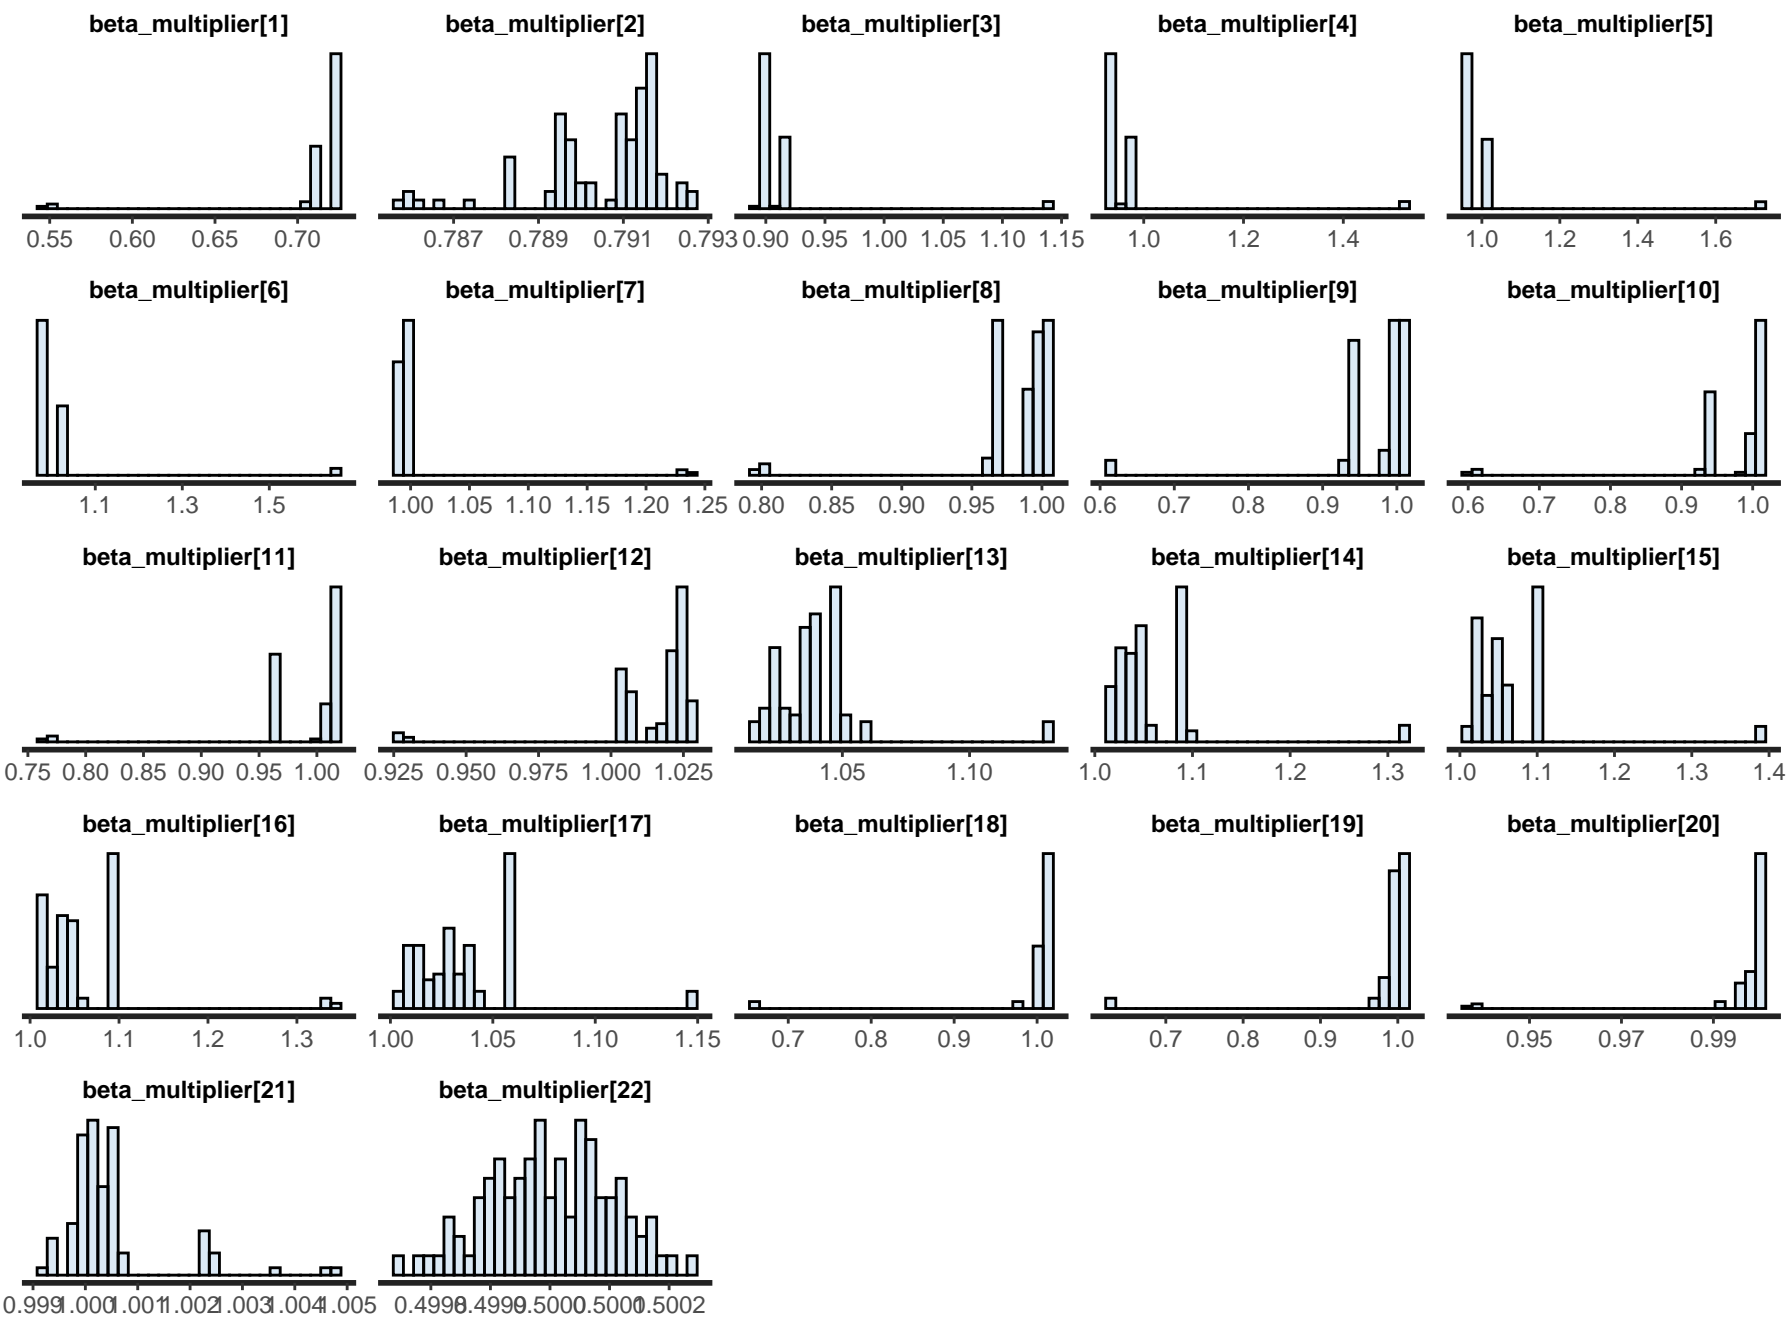 beta_multiplier[1] beta_multiplier[2] beta_multiplier[3] beta_multiplier[4] beta_multiplier[5]
0.55 0.60 0.65 0.70 0.787 0.789 0.791 0.793 0.90 0.95 1.00 1.05 1.10 1.15 1.0 1.2 1.4 1.0 1.2 1.4 1.6
beta_multiplier[6] beta_multiplier[7] beta_multiplier[8] beta_multiplier[9] beta_multiplier[10]
1.1 1.3 1.5 1.00 1.05 1.10 1.15 1.20 1.25 0.80 0.85 0.90 0.95 1.00 0.6 0.7 0.8 0.9 1.0 0.6 0.7 0.8 0.9 1.0
beta_multiplier[11] beta_multiplier[12] beta_multiplier[13] beta_multiplier[14] beta_multiplier[15]
0.75 0.80 0.85 0.90 0.95 1.00 0.925 0.950 0.975 1.000 1.025 1.05 1.10 1.0 1.1 1.2 1.3 1.0 1.1 1.2 1.3 1.4
beta_multiplier[16] beta_multiplier[17] beta_multiplier[18] beta_multiplier[19] beta_multiplier[20]
1.0 1.1 1.2 1.3 1.00 1.05 1.10 1.15 0.7 0.8 0.9 1.0 0.7 0.8 0.9 1.0 0.95 0.97 0.99
beta_multiplier[21] beta_multiplier[22]
0.999 1.000 1.001 1.002 1.003 1.004 1.005 0.4998 0.4999 0.5000 0.5001 0.5002